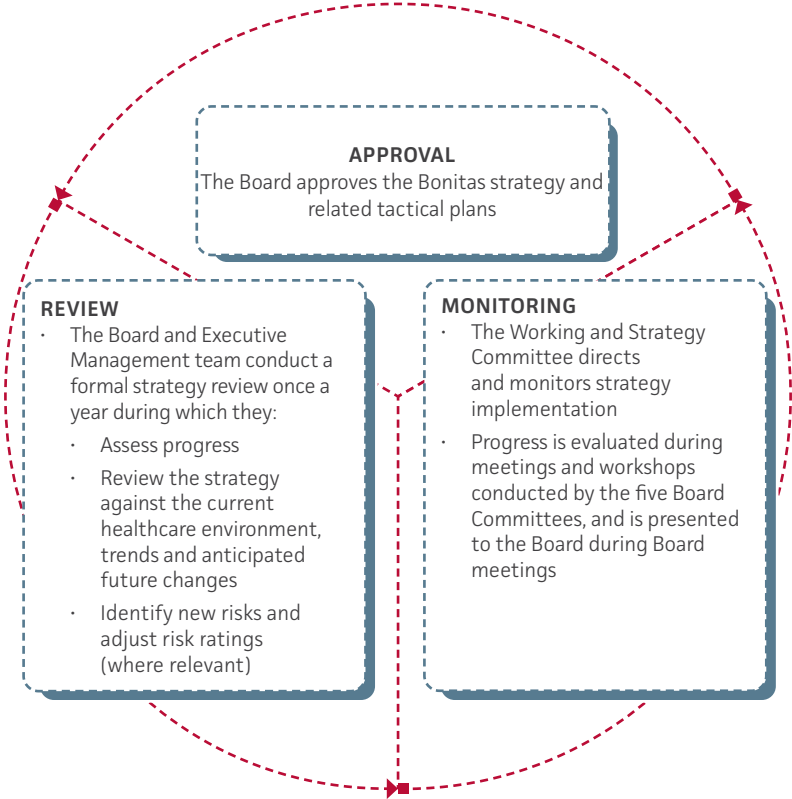 APPROVAL
The Board approves the Bonitas strategy and
related tactical plans
REVIEW
· The Board and Executive
Management team conduct a
formal strategy review once a
year during which they:
· Assess progress
· Review the strategy
against the current
healthcare environment,
trends and anticipated
future changes
· Identify new risks and
adjust risk ratings
(where relevant)
MONITORING
· The Working and Strategy
Committee directs
and monitors strategy
implementation
· Progress is evaluated during
meetings and workshops
conducted by the five Board
Committees, and is presented
to the Board during Board
meetings